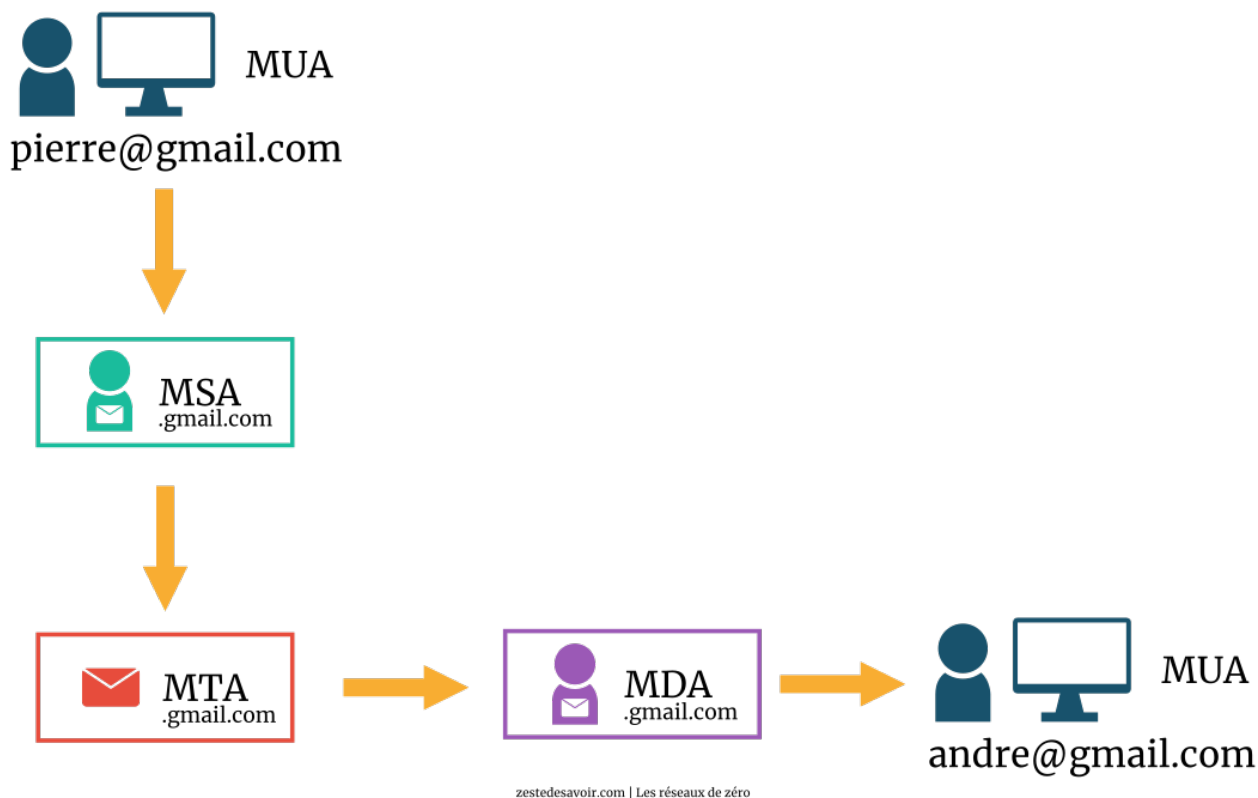 MUA
pierre@gmail.com
MSA
.gmail.com
MTA
.gmail.com
MDA
.gmail.com
MUA
andre@gmail.com
zestedesavoir.com | Les réseaux de zéro